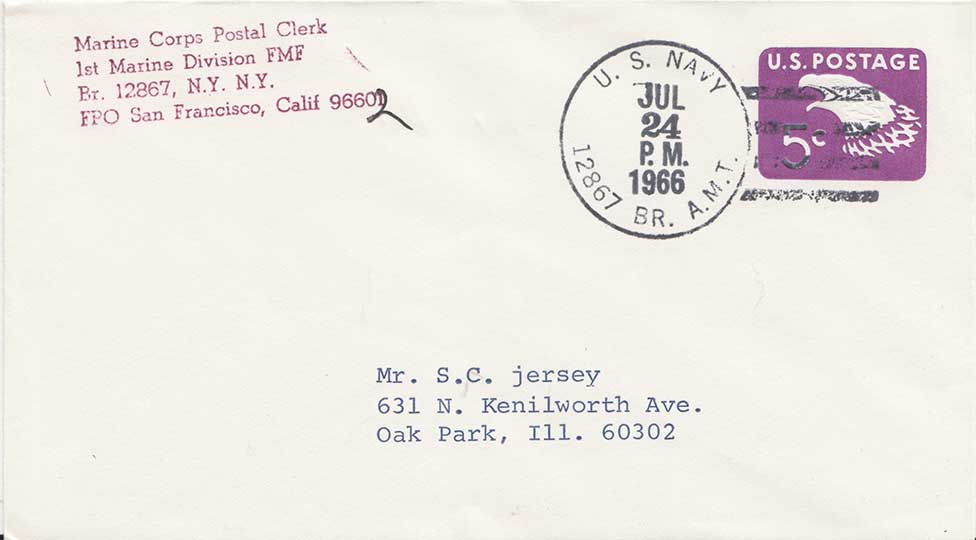 Marine Corps Postal Clerk
1st Marine Division FMF
Br. 12867, N.Y. N.Y.
FPO San Francisco, Calif 96602
U. S. NAVY
JUL
24
P. M.
1966
12867 BR. A.M.T.
U.S. POSTAGE
5¢
Mr. S.C. jersey
631 N. Kenilworth Ave.
Oak Park, Ill. 60302